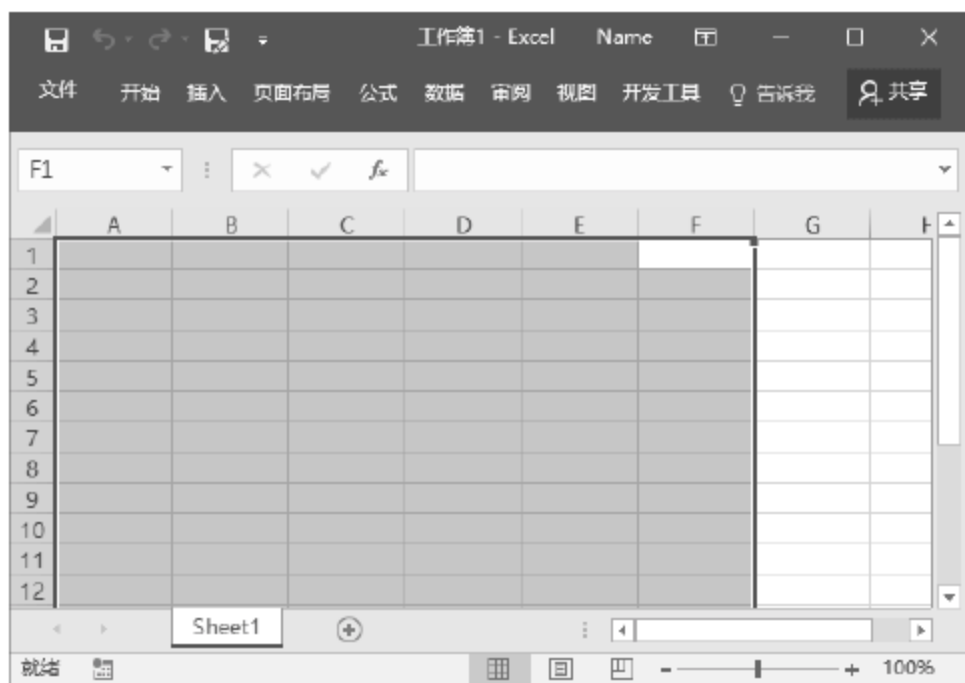 工作簿1 - Excel Name
文件 开始 插入 页面布局 公式 数据 审阅 视图 开发工具 告诉我 共享
F1 fx
A B C D E F G H
1
2
3
4
5
6
7
8
9
10
11
12
Sheet1
就绪 100%